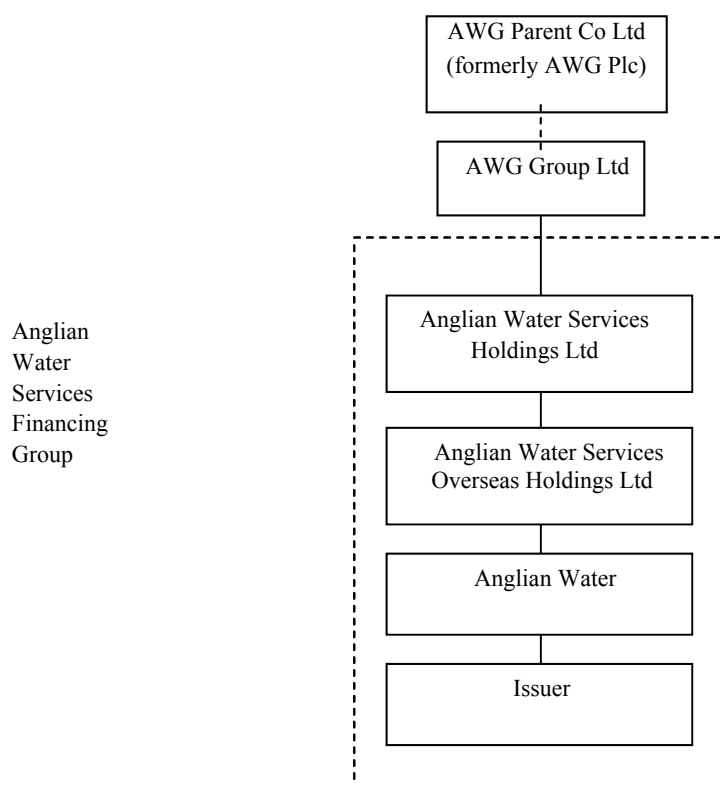 AWG Parent Co Ltd
(formerly AWG Plc)
AWG Group Ltd
Anglian
Water
Services
Financing
Group
Anglian Water Services
Holdings Ltd
Anglian Water Services
Overseas Holdings Ltd
Anglian Water
Issuer